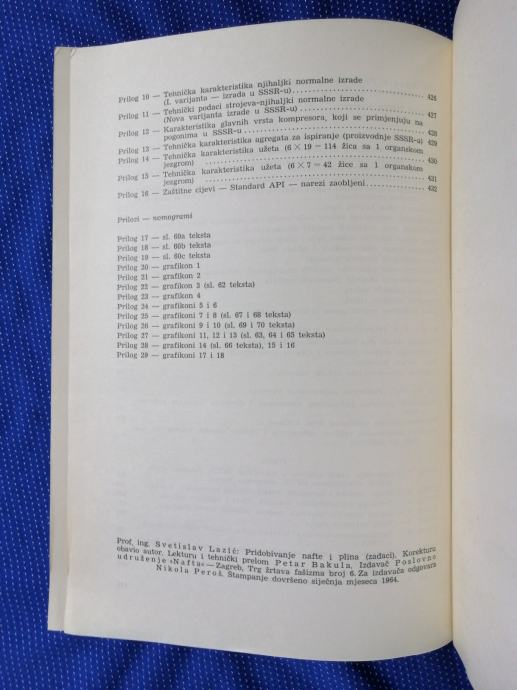 Prilog 10 — Tehnička karakteristika njihaljki normalne izrade
(I. varijanta — izrada u SSSR-u) 426
Prilog 11 — Tehnički podaci strojeva-njihaljki normalne izrade
(Nova varijanta izrade u SSSR-u) 427
Prilog 12 — Karakteristika glavnih vrsta kompresora, koji se primjenjuju na
pogonima u SSSR-u 428
Prilog 13 — Tehnička karakteristika agregata za ispiranje (proizvodnje SSSR-u) 429
Prilog 14 — Tehnička karakteristika užeta (6 × 19 = 114 žica sa 1 organskom
jezgrom) 430
Prilog 15 — Tehnička karakteristika užeta (6 × 7 = 42 žice sa 1 organskom
jezgrom) 431
Prilog 16 — Zaštitne cijevi — Standard API — narezi zaobljeni 432
Prilozi — nomogrami
Prilog 17 — sl. 60a teksta
Prilog 18 — sl. 60b teksta
Prilog 19 — sl. 60c teksta
Prilog 20 — grafikon 1
Prilog 21 — grafikon 2
Prilog 22 — grafikon 3 (sl. 62 teksta)
Prilog 23 — grafikon 4
Prilog 24 — grafikoni 5 i 6
Prilog 25 — grafikoni 7 i 8 (sl. 67 i 68 teksta)
Prilog 26 — grafikoni 9 i 10 (sl. 69 i 70 teksta)
Prilog 27 — grafikoni 11, 12 i 13 (sl. 63, 64 i 65 teksta)
Prilog 28 — grafikoni 14 (sl. 66 teksta), 15 i 16
Prilog 29 — grafikoni 17 i 18
Prof. ing. Svetislav Lazić: Pridobivanje nafte i plina (zadaci). Korekturu
obavio autor. Lekturu i tehnički prelom Petar Bakula, Izdavač Poslovno
udruženje »Nafta« — Zagreb, Trg žrtava fašizma broj 6. Za izdavača odgovara
Nikola Peroš, Štampanje dovršeno siječnja mjeseca 1964.